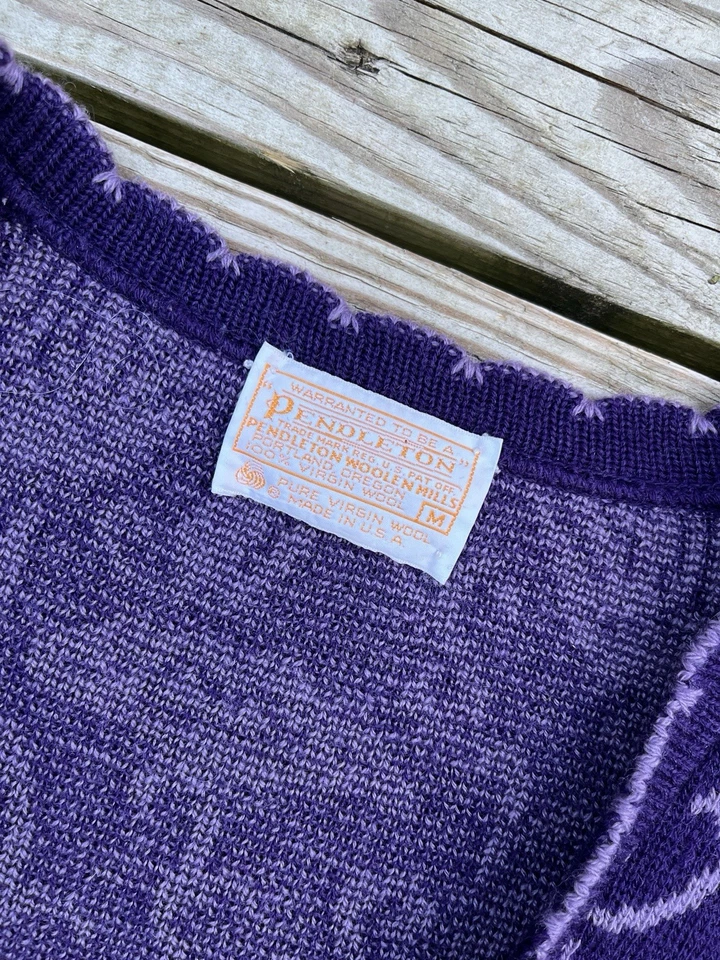 WARRANTED TO BE A
"PENDLETON"
TRADE MARK REG. U.S. PAT. OFF.
PENDLETON WOOLEN MILLS
PORTLAND, OREGON
100% VIRGIN WOOL
M
PURE VIRGIN WOOL
© MADE IN U.S.A.